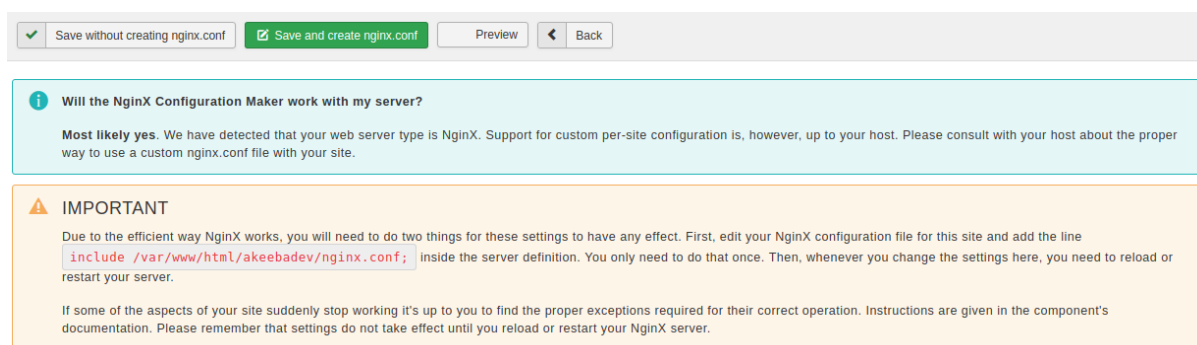 Save without creating nginx.conf
Save and create nginx.conf
Preview
Back
Will the NginX Configuration Maker work with my server?
Most likely yes. We have detected that your web server type is NginX. Support for custom per-site configuration is, however, up to your host. Please consult with your host about the proper
way to use a custom nginx.conf file with your site.
IMPORTANT
Due to the efficient way NginX works, you will need to do two things for these settings to have any effect. First, edit your NginX configuration file for this site and add the line
include /var/www/html/akeebadev/nginx.conf; inside the server definition. You only need to do that once. Then, whenever you change the settings here, you need to reload or
restart your server.
If some of the aspects of your site suddenly stop working it's up to you to find the proper exceptions required for their correct operation. Instructions are given in the component's
documentation. Please remember that settings do not take effect until you reload or restart your NginX server.